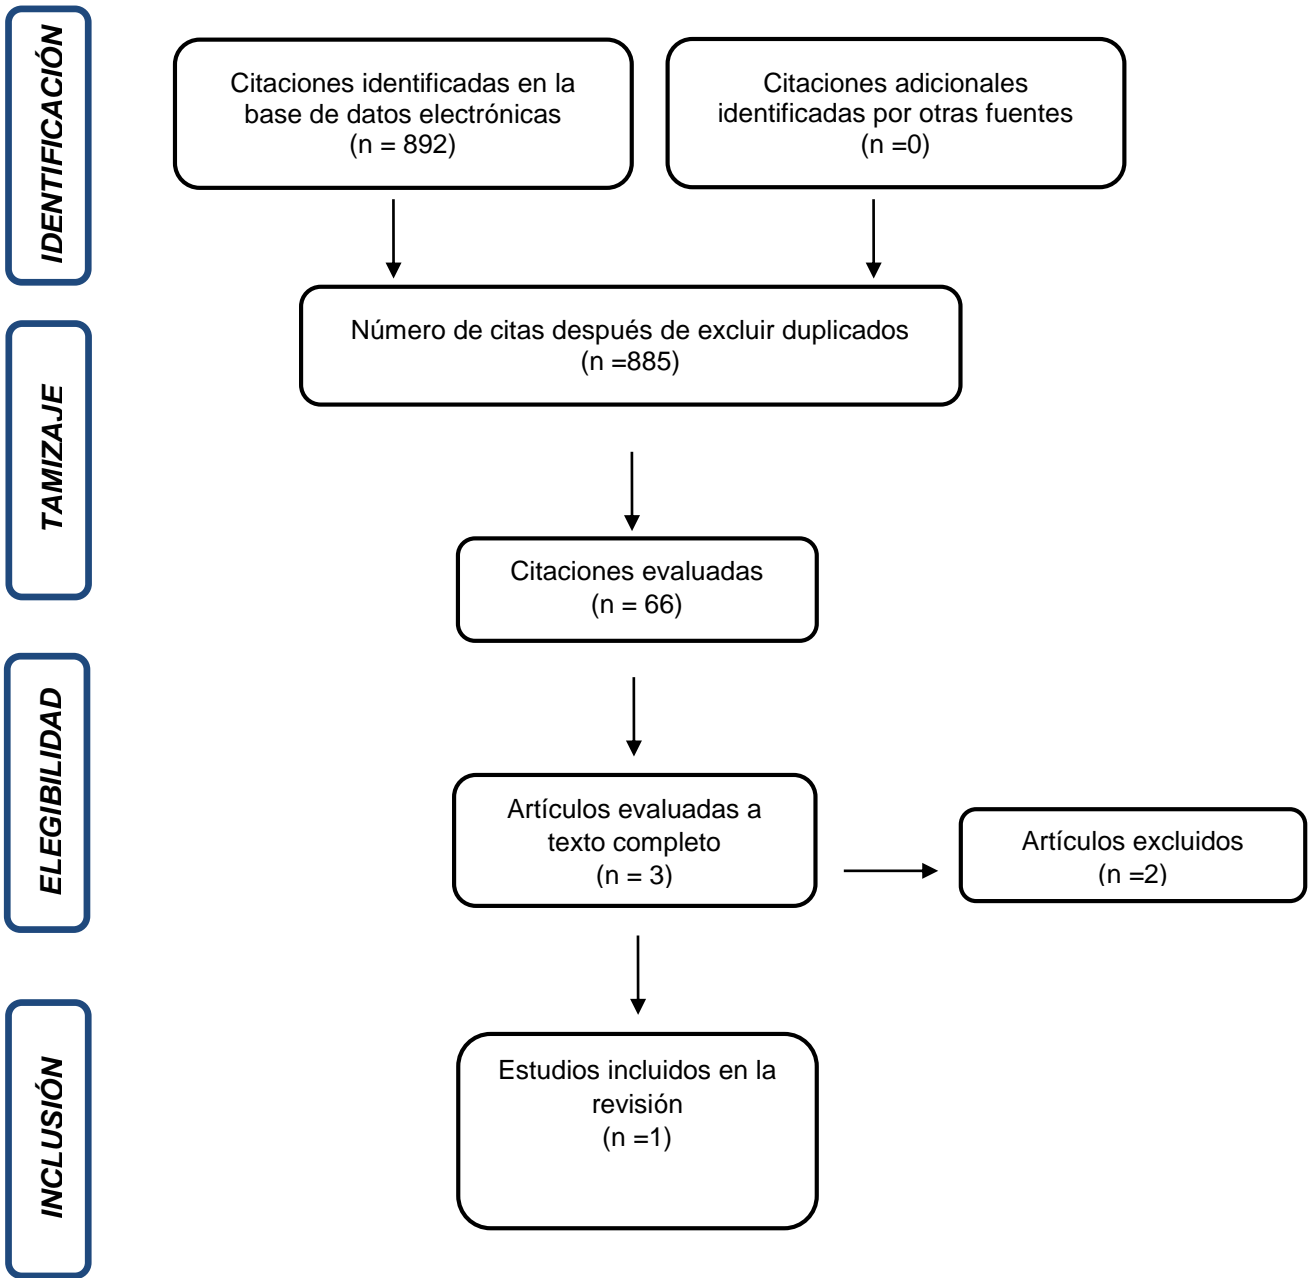 IDENTIFICACIÓN
Citaciones identificadas en la
base de datos electrónicas
(n = 892)
Citaciones adicionales
identificadas por otras fuentes
(n =0)
TAMIZAJE
Número de citas después de excluir duplicados
(n =885)
Citaciones evaluadas
(n = 66)
ELEGIBILIDAD
Artículos evaluadas a
texto completo
(n = 3)
Artículos excluidos
(n =2)
INCLUSIÓN
Estudios incluidos en la
revisión
(n =1)